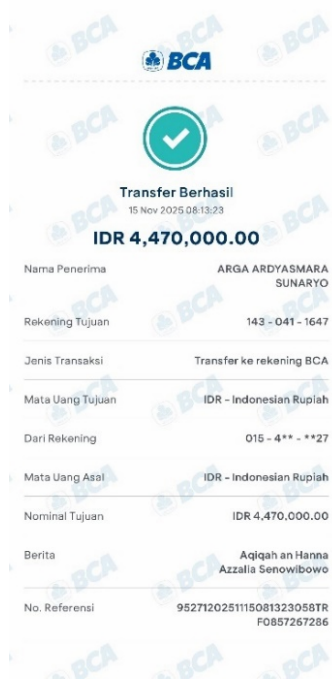 BCA
Transfer Berhasil
15 Nov 2025 08:13:23
IDR 4,470,000.00
Nama Penerima ARGA ARDYASMARA
SUNARYO
Rekening Tujuan 143 - 041 - 1647
Jenis Transaksi Transfer ke rekening BCA
Mata Uang Tujuan IDR - Indonesian Rupiah
Dari Rekening 015 - 4** - **27
Mata Uang Asal IDR - Indonesian Rupiah
Nominal Tujuan IDR 4,470,000.00
Berita Aqiqah an Hanna
Azzalia Senowibowo
No. Referensi 9527120251115081323058TR
F0857267286